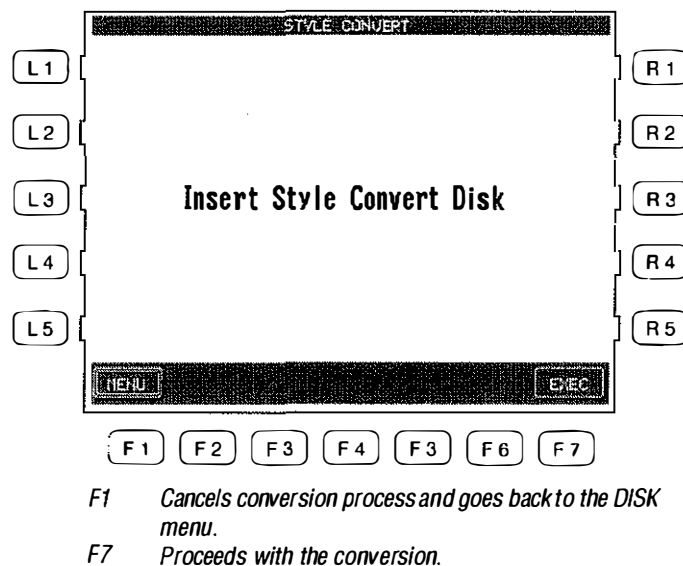 STYLE CONVERT
L1
R1
L2
R2
L3
Insert Style Convert Disk
R3
L4
R4
L5
R5
MENU
EXEC
F1 F2 F3 F4 F3 F6 F7
F1 Cancels conversion process and goes back to the DISK
menu.
F7 Proceeds with the conversion.